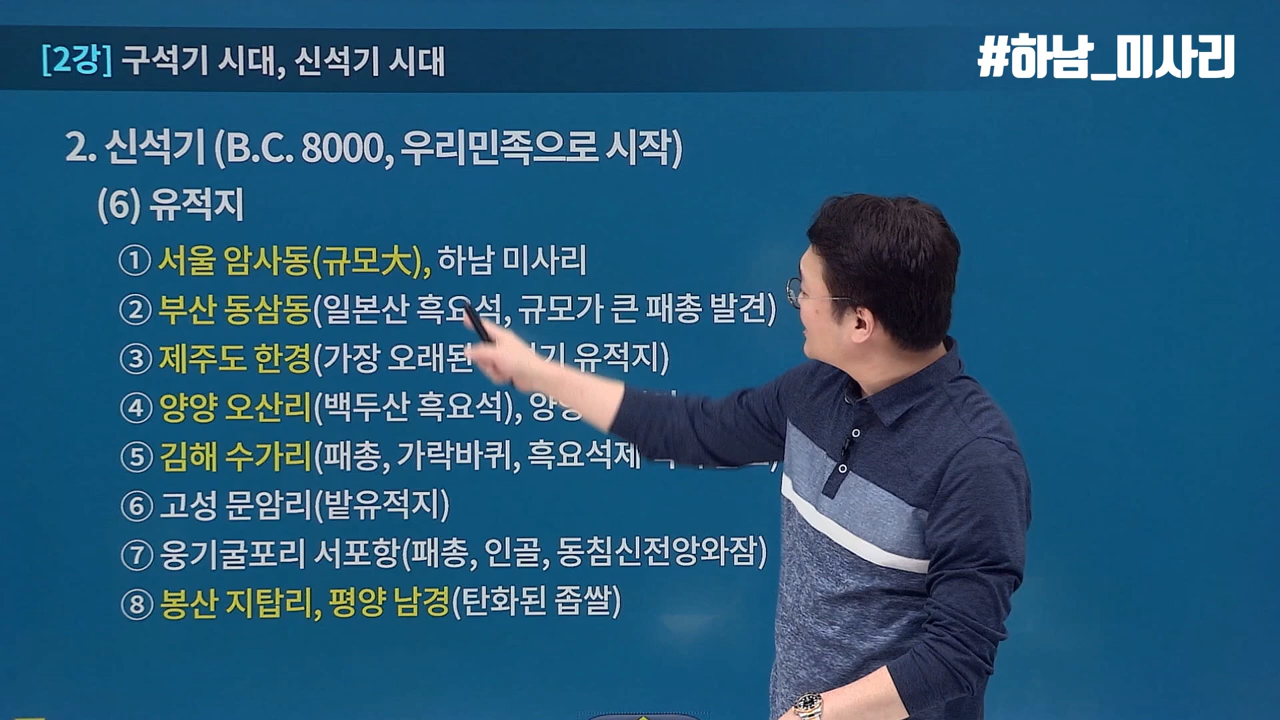 [2강] 구석기 시대, 신석기 시대
#하남_미사리
2. 신석기 (B.C. 8000, 우리민족으로 시작)
(6) 유적지
① 서울 암사동(규모大), 하남 미사리
② 부산 동삼동(일본산 흑요석, 규모가 큰 패총 발견)
③ 제주도 한경(가장 오래된 유적지)
④ 양양 오산리(백두산 흑요석),
⑤ 김해 수가리(패총, 가락바퀴, 흑요석제
⑥ 고성 문암리(밭유적지)
⑦ 웅기굴포리 서포항(패총, 인골, 동침신전앙와잠)
⑧ 봉산 지탑리, 평양 남경(탄화된 좁쌀)